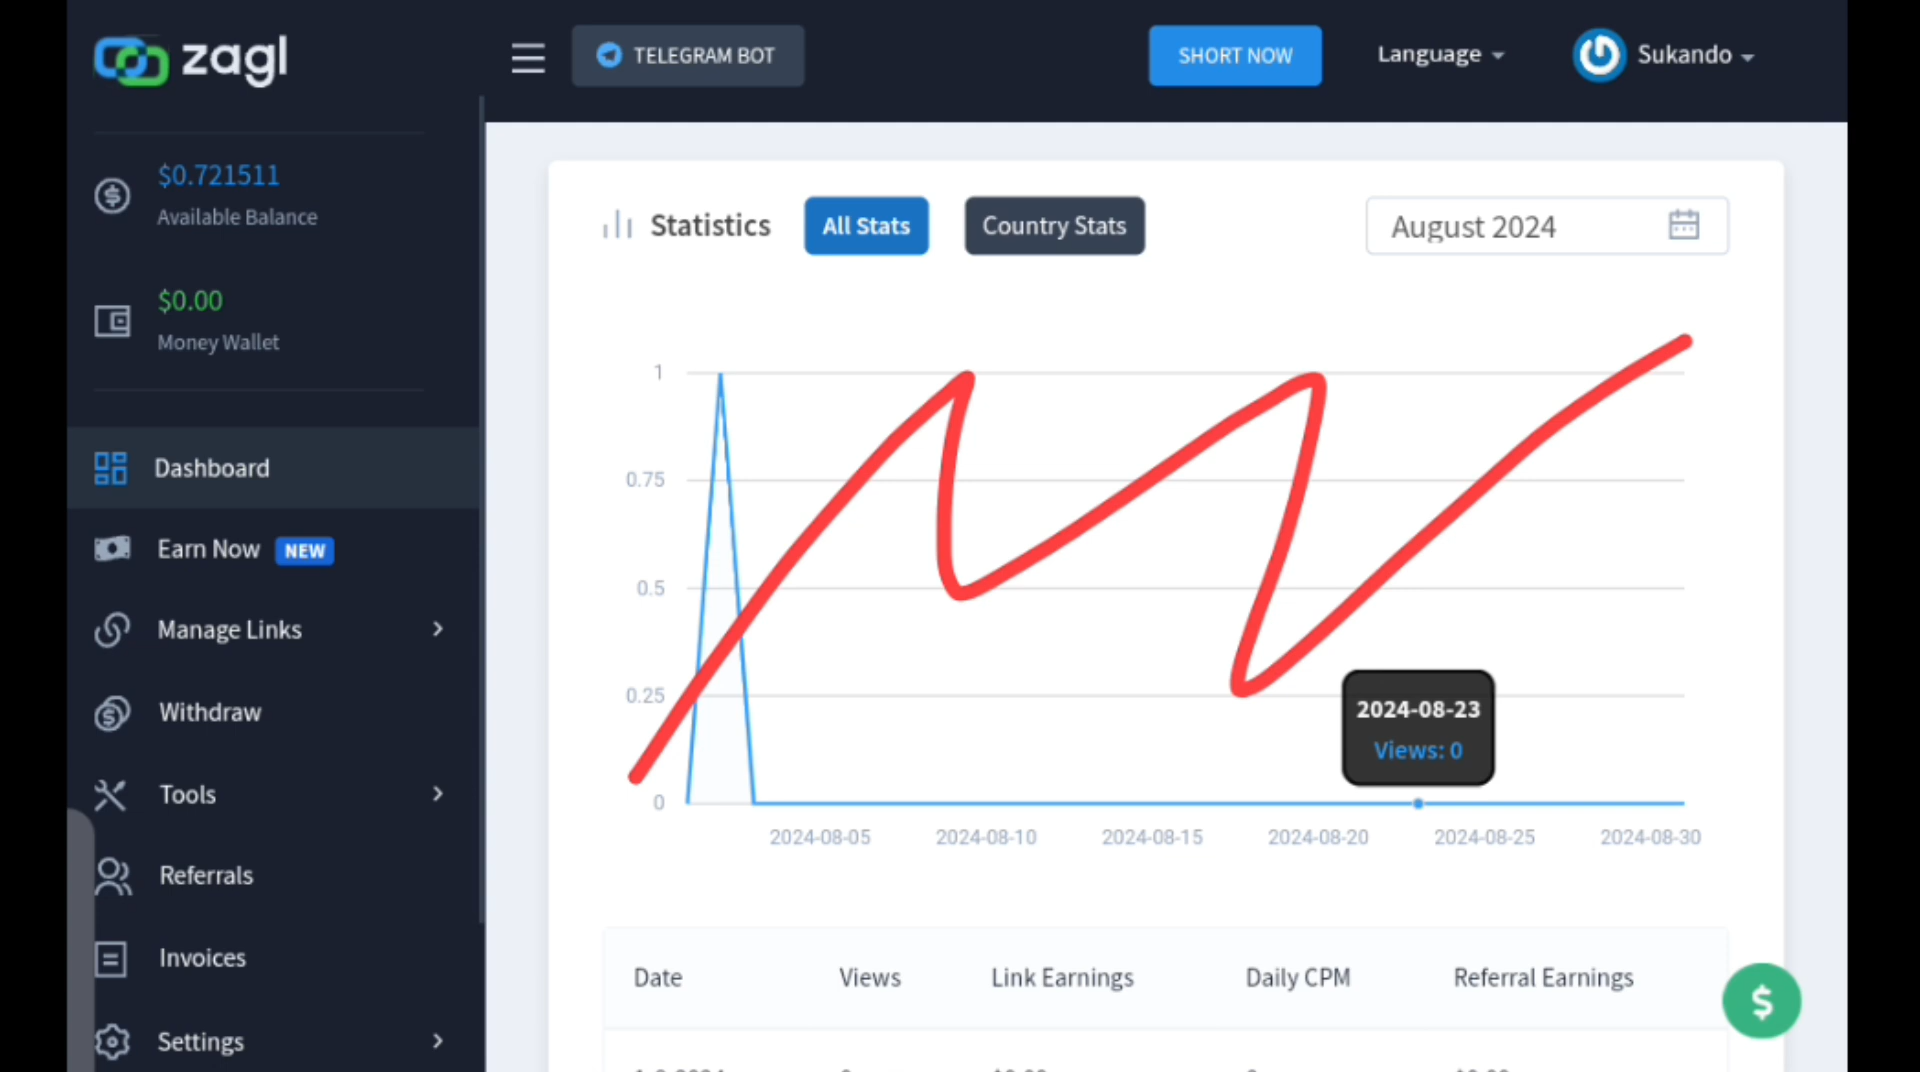 zagl
TELEGRAM BOT
SHORT NOW
Language
Sukando
$0.721511
Available Balance
$0.00
Money Wallet
Dashboard
Earn Now NEW
Manage Links
Withdraw
Tools
Referrals
Invoices
Settings
Statistics
All Stats
Country Stats
August 2024
1
0.75
0.5
0.25
0
2024-08-23
Views: 0
2024-08-05 2024-08-10 2024-08-15 2024-08-20 2024-08-25 2024-08-30
Date Views Link Earnings Daily CPM Referral Earnings